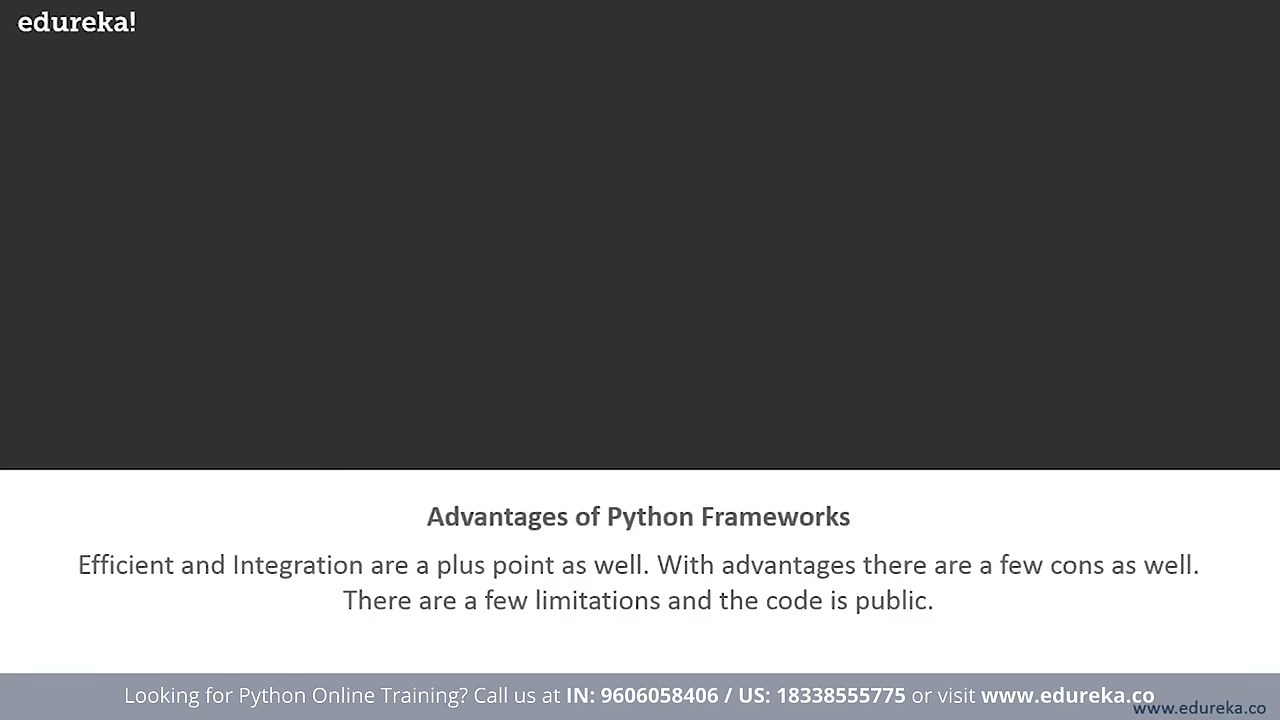 edureka!
Advantages of Python Frameworks
Efficient and Integration are a plus point as well. With advantages there are a few cons as well.
There are a few limitations and the code is public.
Looking for Python Online Training? Call us at IN: 9606058406 / US: 18338555775 or visit www.edureka.co
www.edureka.co